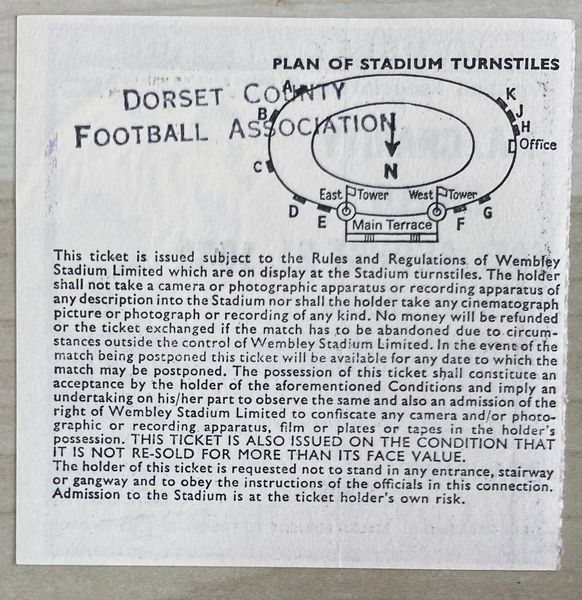 PLAN OF STADIUM TURNSTILES
DORSET COUNTY
FOOTBALL ASSOCIATION
A
B
C
D
E
K
J
H
Office
N
East Tower
West Tower
F
G
Main Terrace
This ticket is issued subject to the Rules and Regulations of Wembley
Stadium Limited which are on display at the Stadium turnstiles. The holder
shall not take a camera or photographic apparatus or recording apparatus of
any description into the Stadium nor shall the holder take any cinematograph
picture or photograph or recording of any kind. No money will be refunded
or the ticket exchanged if the match has to be abandoned due to circum-
stances outside the control of Wembley Stadium Limited. In the event of the
match being postponed this ticket will be available for any date to which the
match may be postponed. The possession of this ticket shall constitute an
acceptance by the holder of the aforementioned Conditions and imply an
undertaking on his/her part to observe the same and also an admission of the
right of Wembley Stadium Limited to confiscate any camera and/or photo-
graphic or recording apparatus, film or plates or tapes in the holder's
possession. THIS TICKET IS ALSO ISSUED ON THE CONDITION THAT
IT IS NOT RE-SOLD FOR MORE THAN ITS FACE VALUE.
The holder of this ticket is requested not to stand in any entrance, stairway
or gangway and to obey the instructions of the officials in this connection.
Admission to the Stadium is at the ticket holder's own risk.